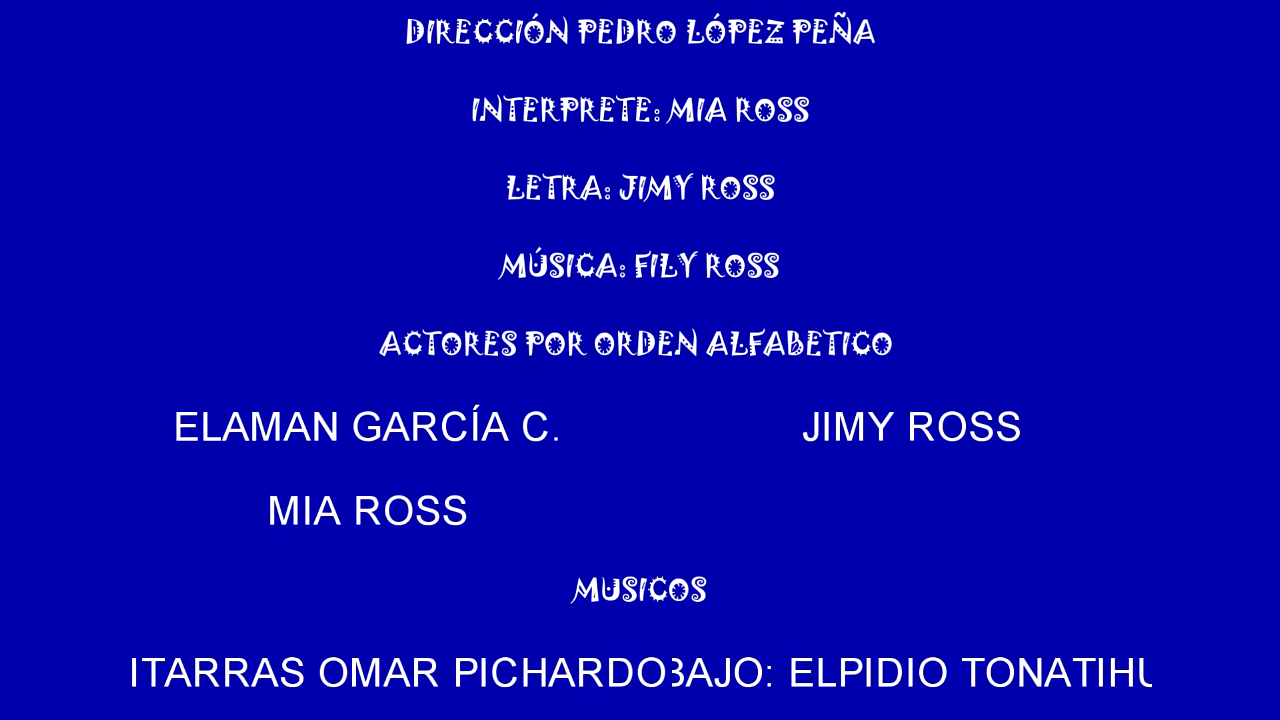 DIRECCIÓN PEDRO LÓPEZ PEÑA
INTERPRETE: MIA ROSS
LETRA: JIMY ROSS
MÚSICA: FILY ROSS
ACTORES POR ORDEN ALFABETICO
ELAMAN GARCÍA C. JIMY ROSS
MIA ROSS
MUSICOS
ITARRAS OMAR PICHARDO BAJO: ELPIDIO